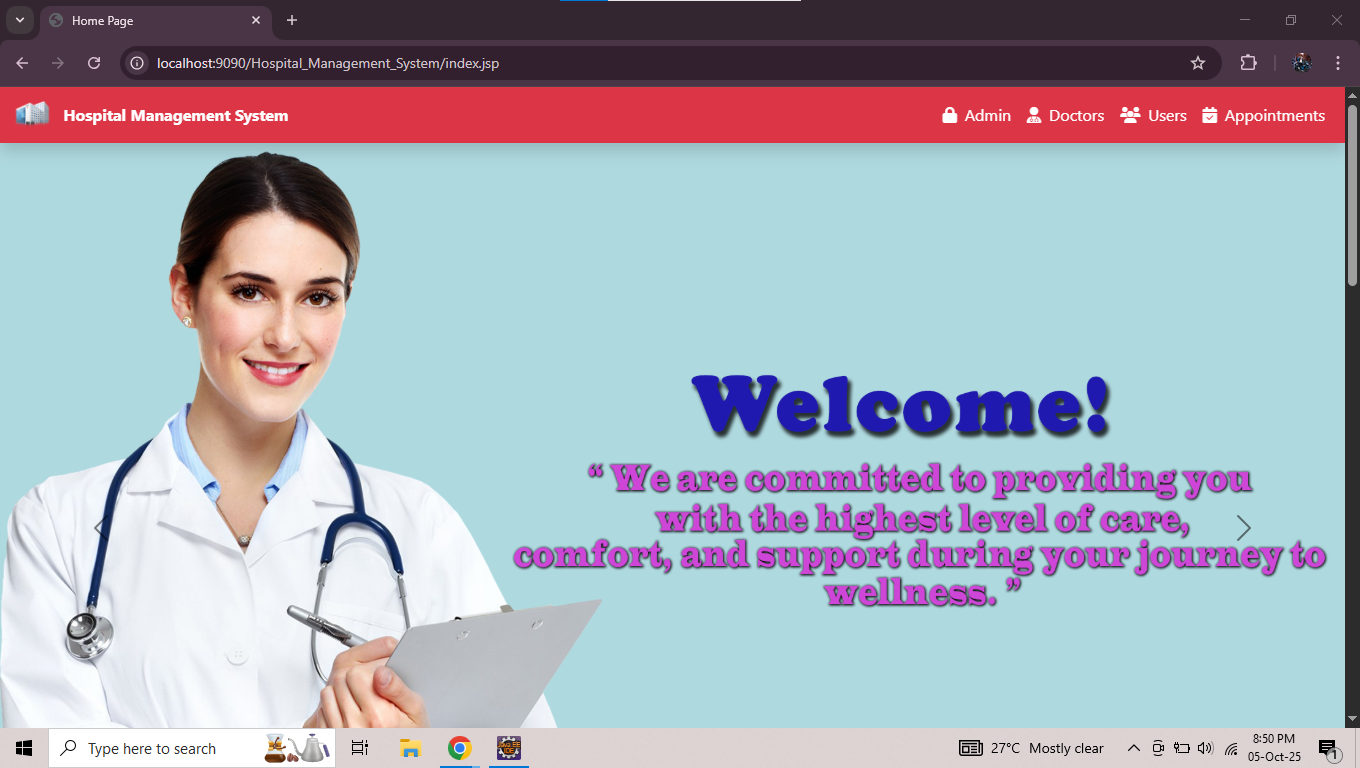 Home Page
localhost:9090/Hospital_Management_System/index.jsp
Hospital Management System
Admin
Doctors
Users
Appointments
Welcome!
“ We are committed to providing you
with the highest level of care,
comfort, and support during your journey to
wellness. ”
Type here to search
27°C Mostly clear
8:50 PM
05-Oct-25
1